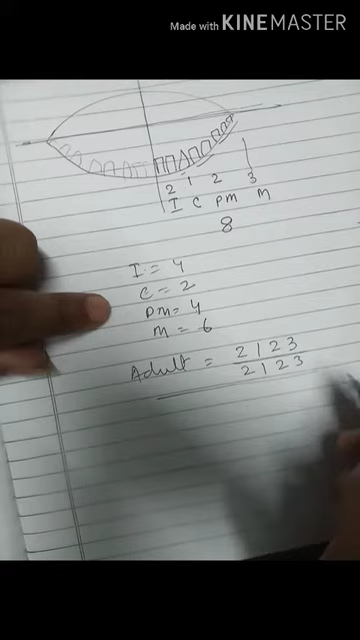 Made with KINEMASTER
2 1 2 3
I C PM M
8
I = 4
C = 2
PM = 4
M = 6
Adult = 2 1 2 3
2 1 2 3